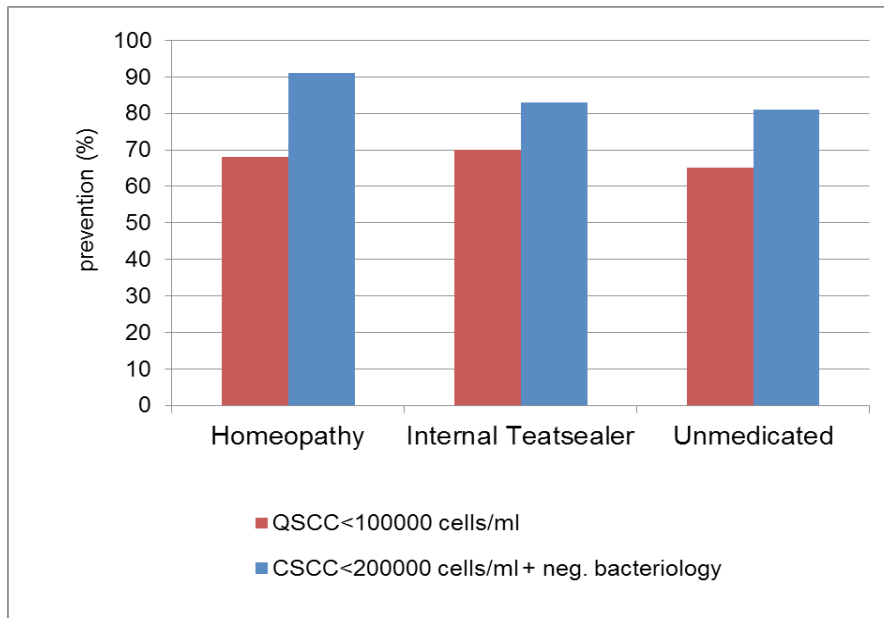 100
90
80
70
60
50
40
30
20
10
0
prevention (%)
Homeopathy Internal Teatsealer Unmedicated
QSCC<100000 cells/ml
CSCC<200000 cells/ml + neg. bacteriology